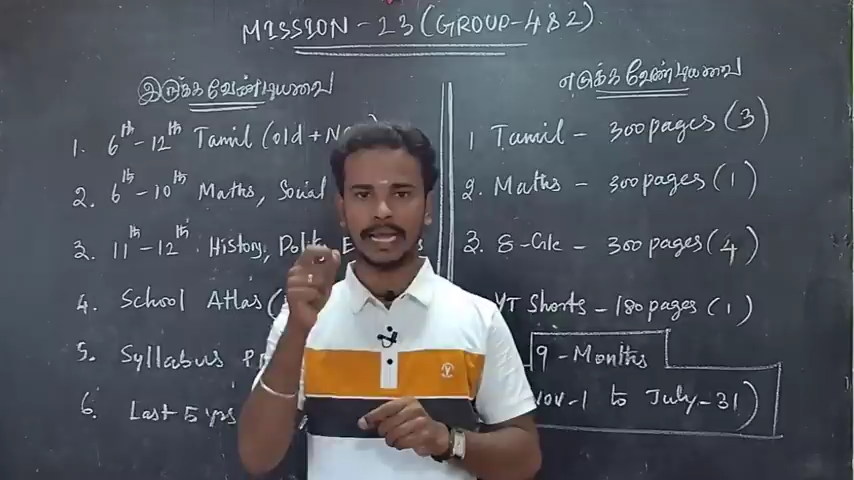 MISSION - 23 (GROUP-4&2).
இருக்க வேண்டியவை
1. 6th - 12th Tamil (old +
2. 6th - 10th Maths, Social
3. 11th - 12th History, Polity
4. School Atlas
5. Syllabus
6. Last 5 yrs
எடுக்க வேண்டியவை
1 Tamil - 300 pages (3)
2. Maths - 300 pages (1)
3. - 300 pages (4)
YT Shorts - 180 pages (1)
9 - Months
Nov-1 to July-31)